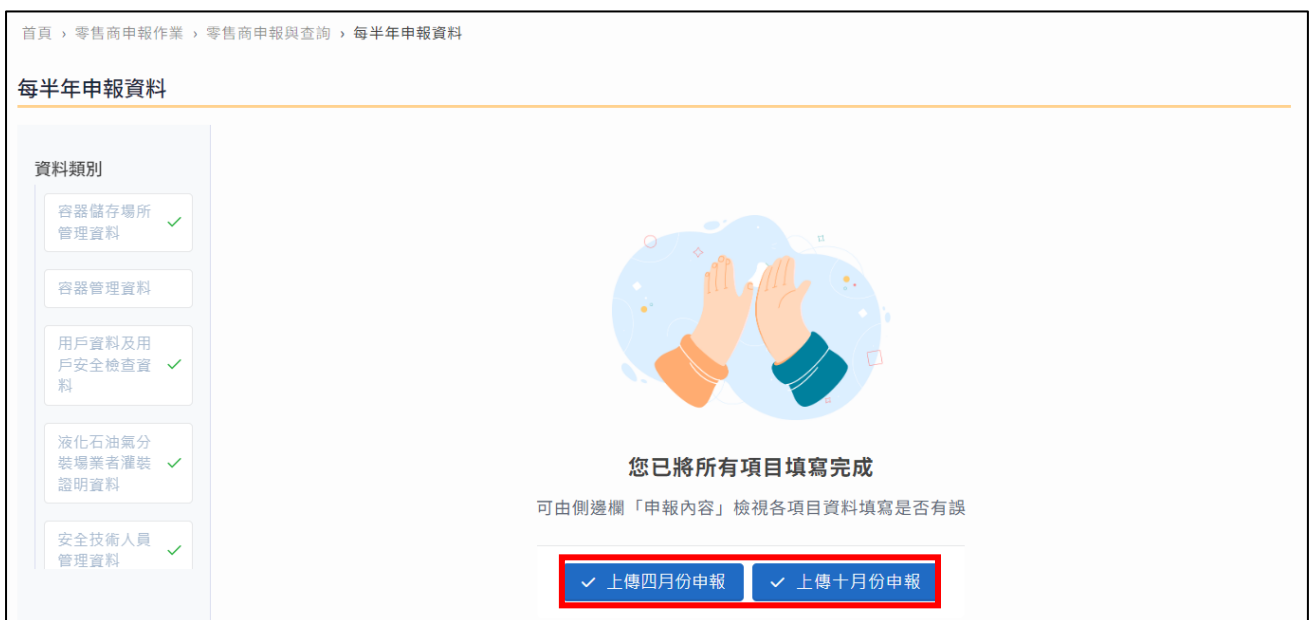 首頁 › 零售商申報作業 › 零售商申報與查詢 › 每半年申報資料
每半年申報資料
資料類別
容器儲存場所
管理資料
容器管理資料
用戶資料及用
戶安全檢查資
料
液化石油氣分
裝場業者灌裝
證明資料
安全技術人員
管理資料
您已將所有項目填寫完成
可由側邊欄「申報內容」檢視各項目資料填寫是否有誤
上傳四月份申報
上傳十月份申報